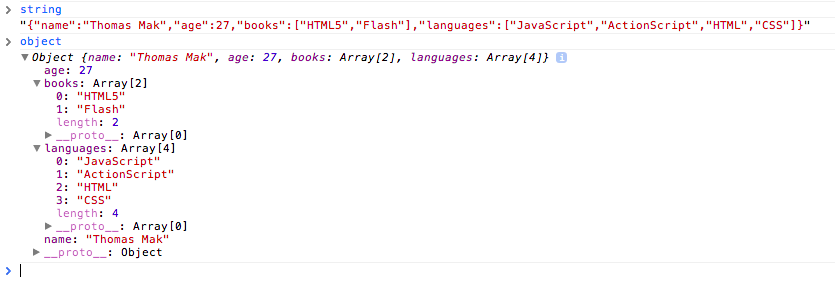 string
"{"name":"Thomas Mak","age":27,"books":["HTML5","Flash"],"languages":["JavaScript","ActionScript","HTML","CSS"]}"
object
Object {name: "Thomas Mak", age: 27, books: Array[2], languages: Array[4]} i
age: 27
books: Array[2]
0: "HTML5"
1: "Flash"
length: 2
__proto__: Array[0]
languages: Array[4]
0: "JavaScript"
1: "ActionScript"
2: "HTML"
3: "CSS"
length: 4
__proto__: Array[0]
name: "Thomas Mak"
__proto__: Object